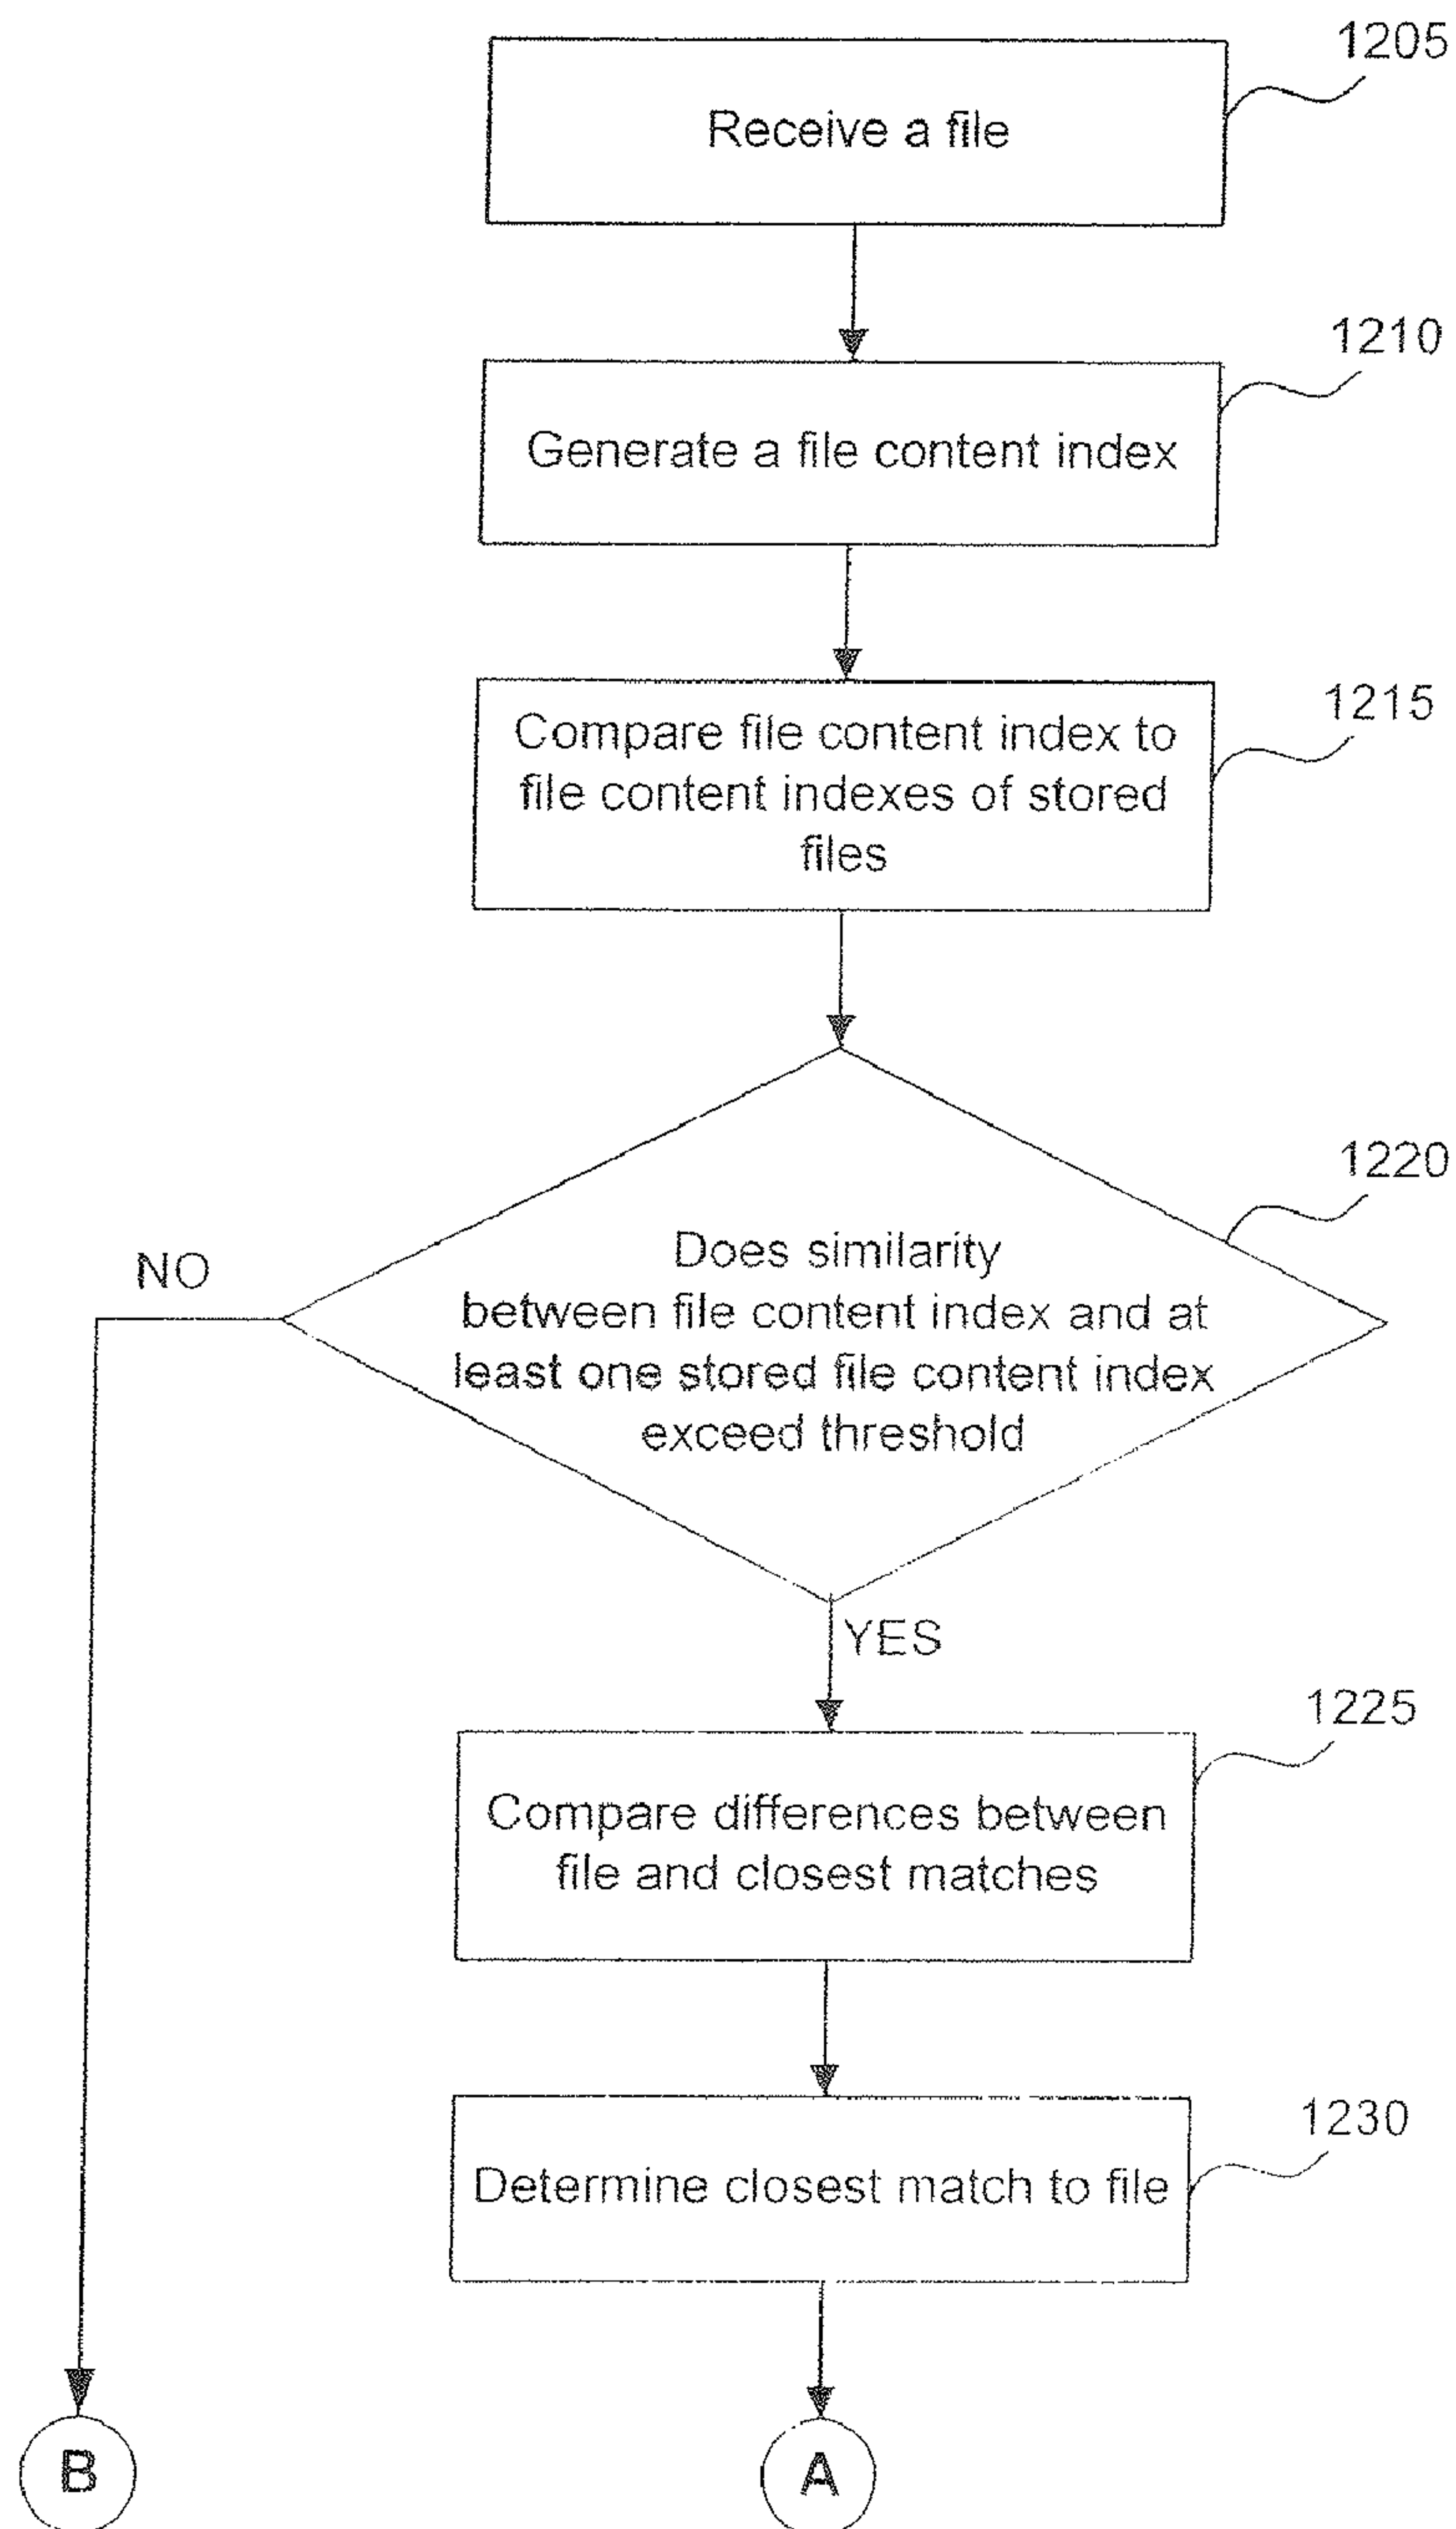 1205
Receive a file
1210
Generate a file content index
1215
Compare file content index to
file content indexes of stored
files
1220
NO
Does similarity
between file content index and at
least one stored file content index
exceed threshold
YES
1225
Compare differences between
file and closest matches
1230
Determine closest match to file
B
A